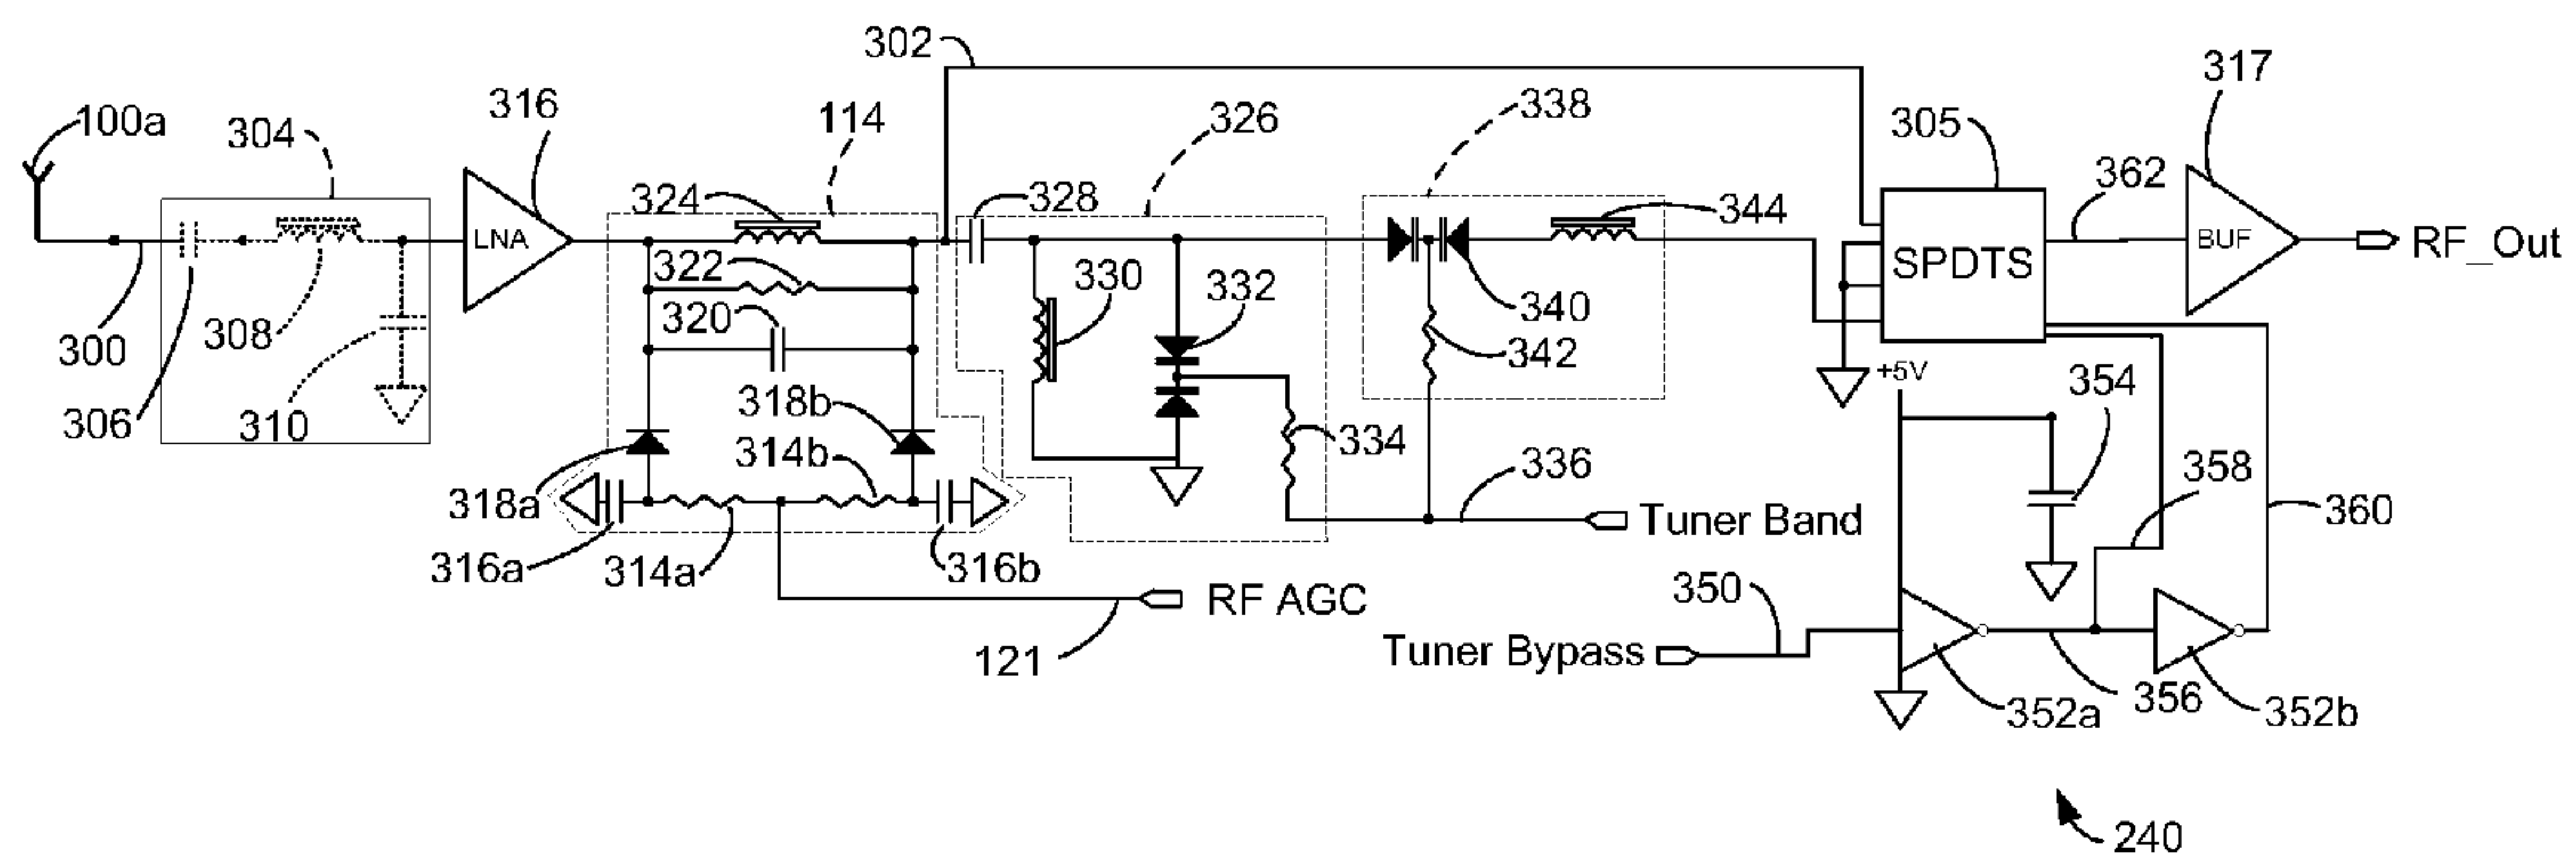 302
317
100a
304
316
114
326
338
305
362
324
328
344
LNA
322
330
332
340
SPDTS
BUF
RF_Out
300
308
320
342
+5V
354
306
310
318b
314b
334
336
358
318a
360
316a
314a
316b
Tuner Band
RF AGC
350
121
Tuner Bypass
352a
356
352b
240